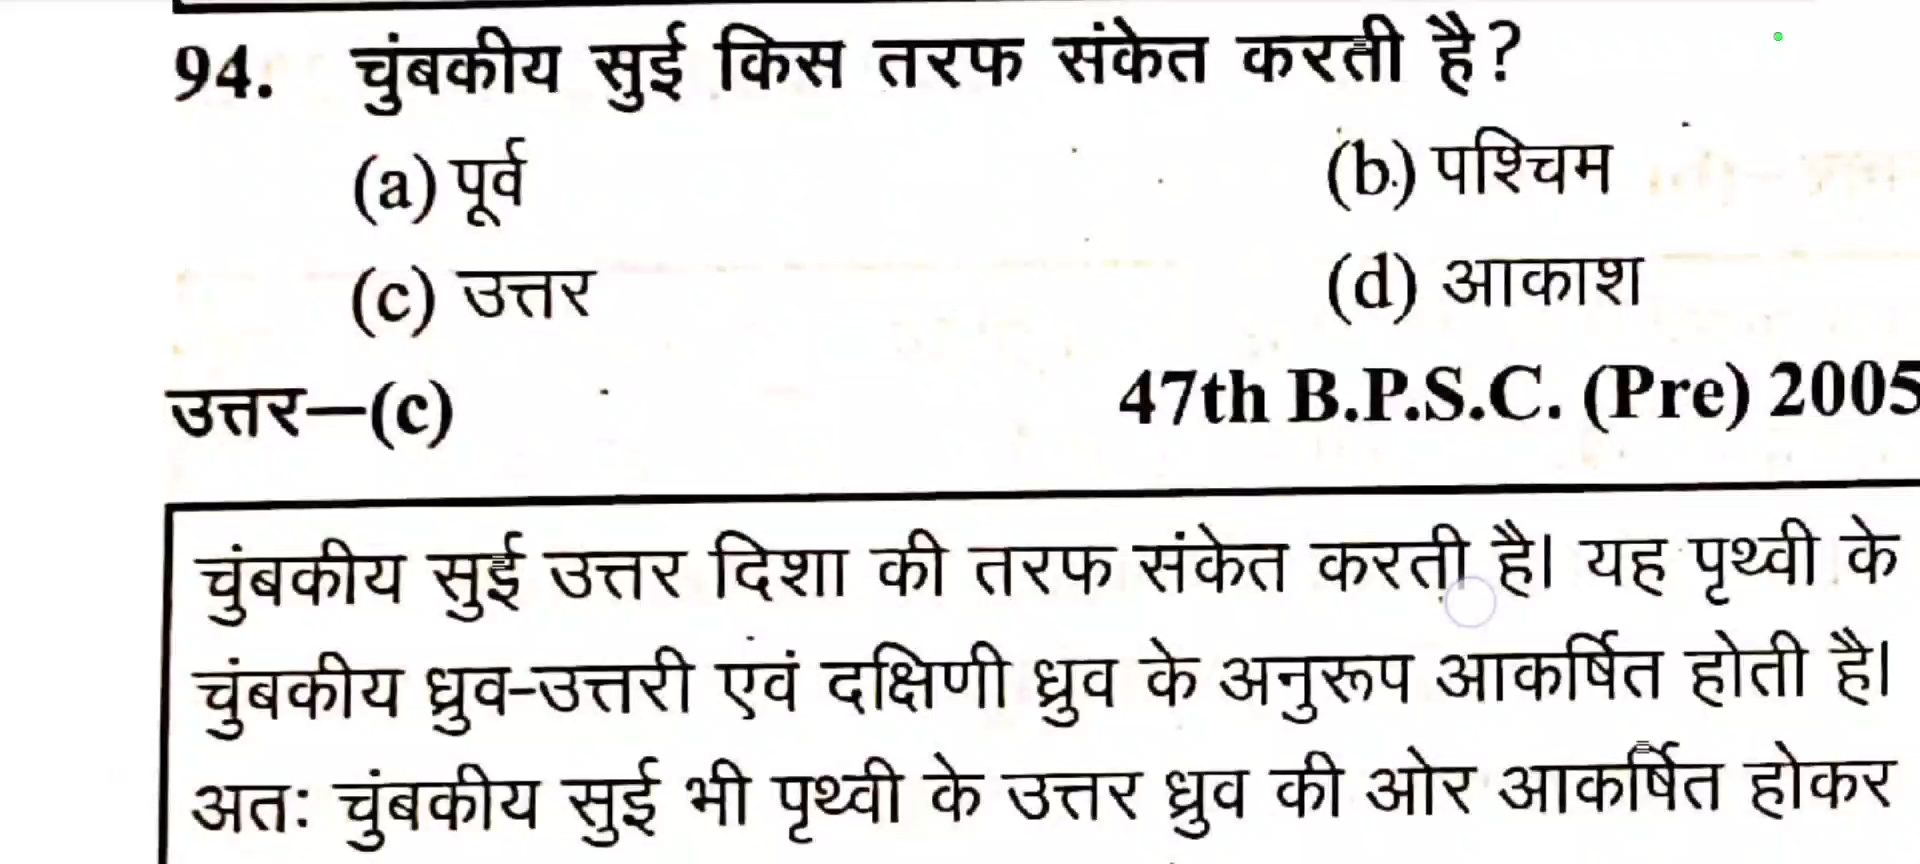 94. चुंबकीय सुई किस तरफ संकेत करती है?
(a) पूर्व (b) पश्चिम
(c) उत्तर (d) आकाश
उत्तर—(c) 47th B.P.S.C. (Pre) 2005
चुंबकीय सुई उत्तर दिशा की तरफ संकेत करती है। यह पृथ्वी के
चुंबकीय ध्रुव-उत्तरी एवं दक्षिणी ध्रुव के अनुरूप आकर्षित होती है।
अतः चुंबकीय सुई भी पृथ्वी के उत्तर ध्रुव की ओर आकर्षित होकर